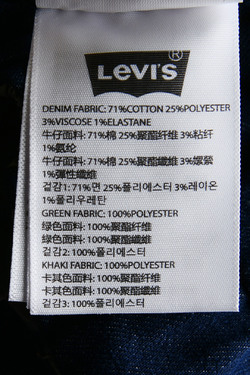 LEVI'S®
DENIM FABRIC: 71%COTTON 25%POLYESTER
3%VISCOSE 1%ELASTANE
牛仔面料: 71%棉 25%聚酯纤维 3%粘纤
1%氨纶
牛仔面料: 71%棉 25%聚酯纖維 3%嫘縈
1%彈性纖維
겉감1: 71%면 25%폴리에스터 3%레이온
1%폴리우레탄
GREEN FABRIC: 100%POLYESTER
绿色面料: 100%聚酯纤维
綠色面料: 100%聚酯纖維
겉감2: 100%폴리에스터
KHAKI FABRIC: 100%POLYESTER
卡其色面料: 100%聚酯纤维
卡其色面料: 100%聚酯纖維
겉감3: 100%폴리에스터